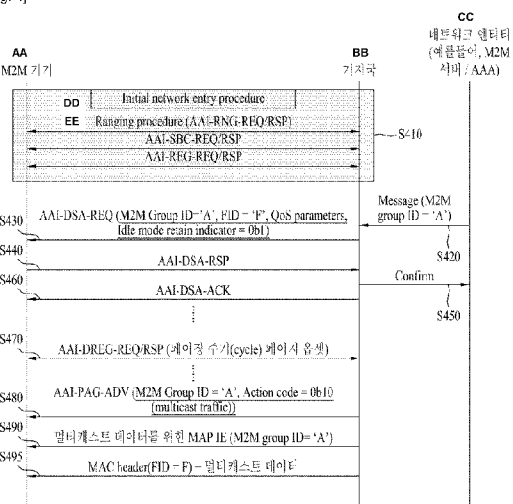 CC
네트워크 엔티티
(예를들어, M2M
서버 / AAA)
AA
BB
M2M 기기
기지국
DD
Initial network entry procedure
EE
Ranging procedure (AAI-RNG-REQ/RSP)
AAI-SBC-REQ/RSP
AAI-REG-REQ/RSP
S410
Message (M2M
group ID = 'A')
S420
S430
AAI-DSA-REQ (M2M Group ID='A', FID = 'F', QoS parameters,
Idle mode retain indicator = 0b1)
S440
AAI-DSA-RSP
Confirm
S450
S460
AAI-DSA-ACK
S470
AAI-DREG-REQ/RSP (페이징 주기(cycle) 페이지 옵셋)
S480
AAI-PAG-ADV (M2M Group ID = 'A', Action code = 0b10
(multicast traffic))
S490
멀티캐스트 데이터를 위한 MAP IE (M2M group ID= 'A')
S495
MAC header(FID = F) 멀티캐스트 데이터